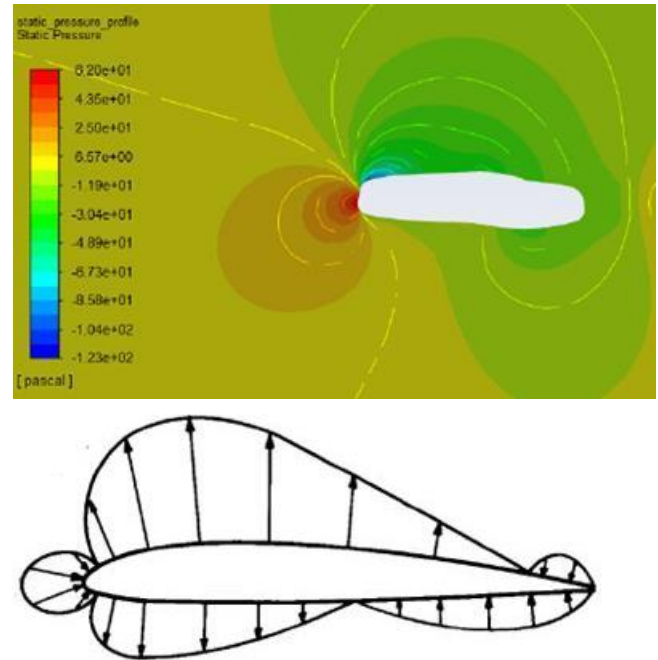 static_pressure_profile
Static Pressure
6.20e+01
4.35e+01
2.50e+01
6.57e+00
-1.19e+01
-3.04e+01
-4.89e+01
-6.73e+01
-8.58e+01
-1.04e+02
-1.23e+02
[ pascal ]